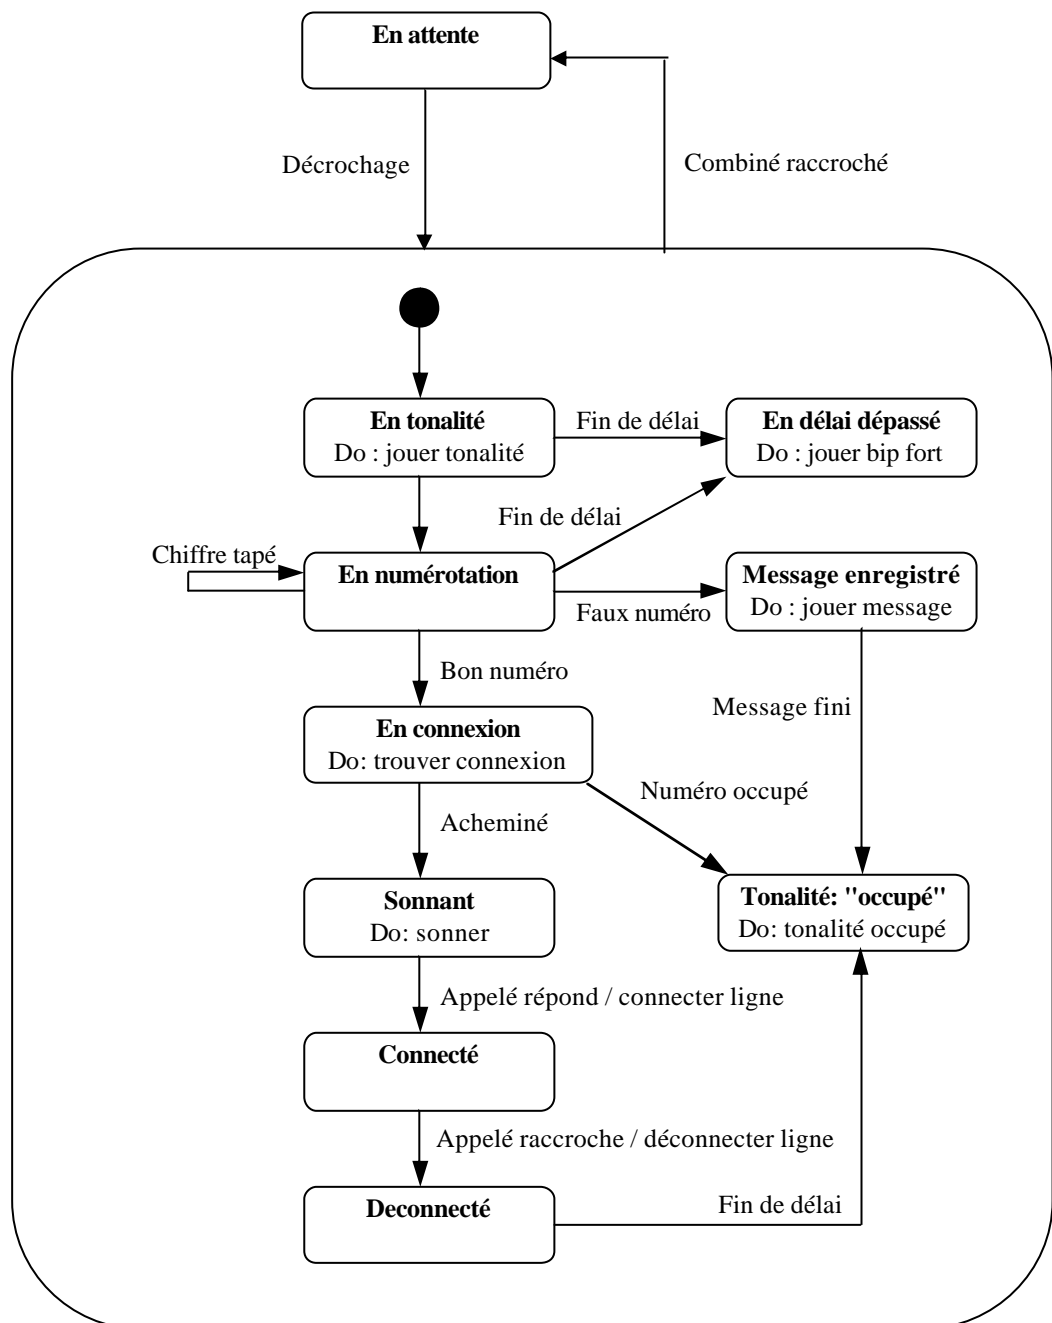 En attente
Décrochage
Combiné raccroché
En tonalité
Do : jouer tonalité
Fin de délai
En délai dépassé
Do : jouer bip fort
Fin de délai
Chiffre tapé
En numérotation
Faux numéro
Message enregistré
Do : jouer message
Bon numéro
Message fini
En connexion
Do: trouver connexion
Numéro occupé
Acheminé
Sonnant
Do: sonner
Tonalité: "occupé"
Do: tonalité occupé
Appelé répond / connecter ligne
Connecté
Appelé raccroche / déconnecter ligne
Deconnecté
Fin de délai